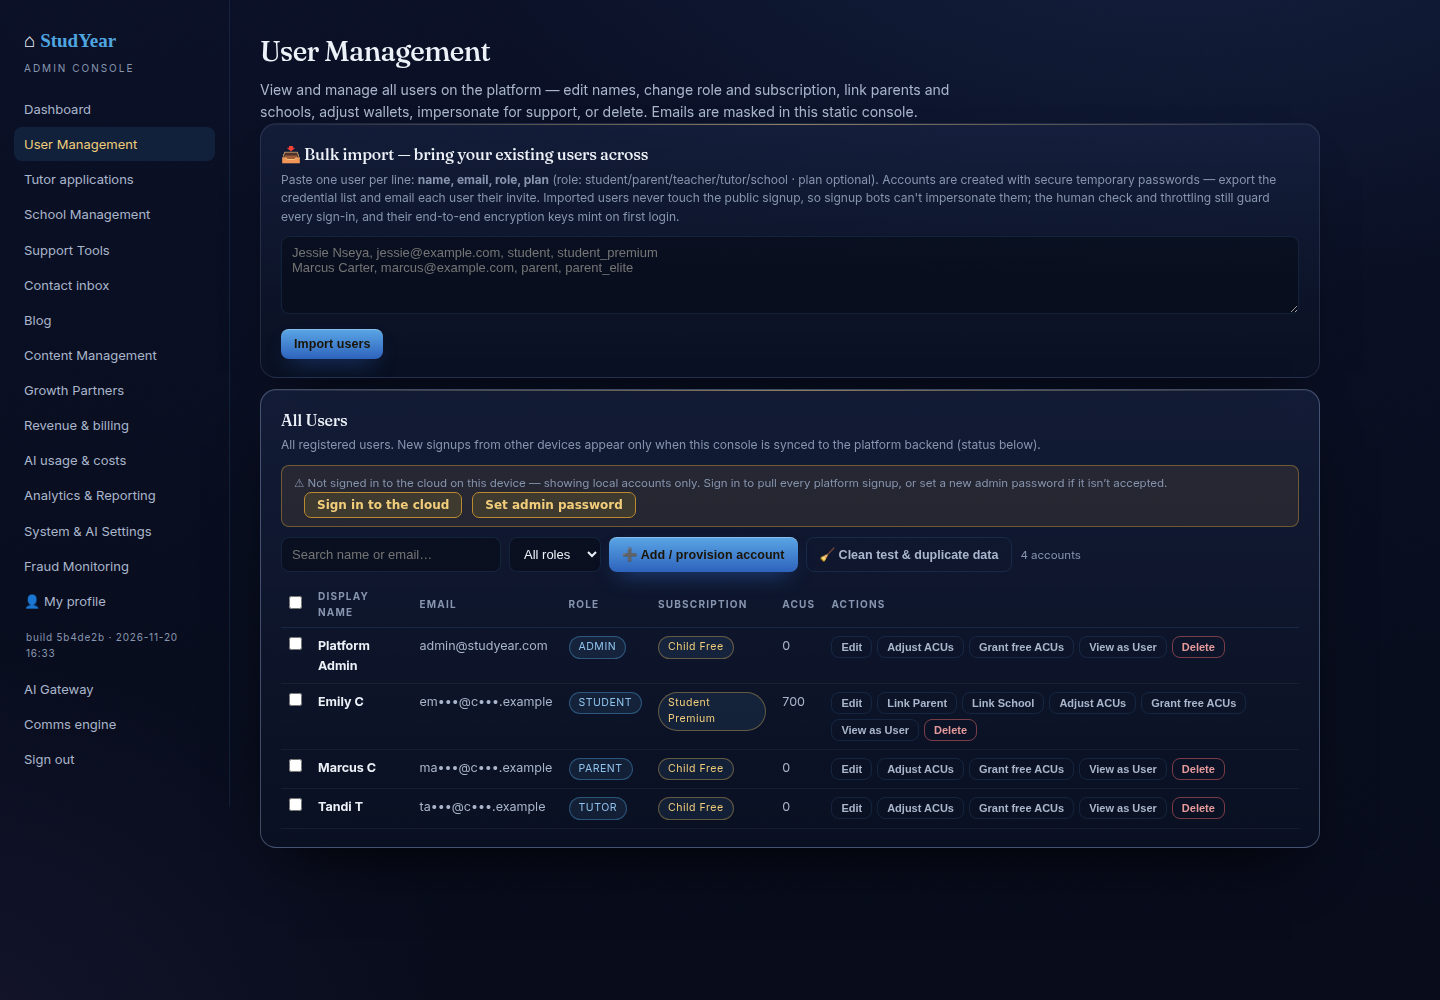 ⌂ StudYear
ADMIN CONSOLE
Dashboard
User Management
Tutor applications
School Management
Support Tools
Contact inbox
Blog
Content Management
Growth Partners
Revenue & billing
AI usage & costs
Analytics & Reporting
System & AI Settings
Fraud Monitoring
👤 My profile
build 5b4de2b · 2026-11-20
16:33
AI Gateway
Comms engine
Sign out
User Management
View and manage all users on the platform — edit names, change role and subscription, link parents and
schools, adjust wallets, impersonate for support, or delete. Emails are masked in this static console.
📥 Bulk import — bring your existing users across
Paste one user per line: name, email, role, plan (role: student/parent/teacher/tutor/school · plan optional). Accounts are created with secure temporary passwords — export the
credential list and email each user their invite. Imported users never touch the public signup, so signup bots can't impersonate them; the human check and throttling still guard
every sign-in, and their end-to-end encryption keys mint on first login.
Jessie Nseya, jessie@example.com, student, student_premium
Marcus Carter, marcus@example.com, parent, parent_elite
Import users
All Users
All registered users. New signups from other devices appear only when this console is synced to the platform backend (status below).
⚠ Not signed in to the cloud on this device — showing local accounts only. Sign in to pull every platform signup, or set a new admin password if it isn't accepted.
Sign in to the cloud Set admin password
Search name or email… All roles ➕ Add / provision account 🧹 Clean test & duplicate data 4 accounts
DISPLAY NAME EMAIL ROLE SUBSCRIPTION ACUS ACTIONS
Platform Admin admin@studyear.com ADMIN Child Free 0 Edit Adjust ACUs Grant free ACUs View as User Delete
Emily C em•••@c•••.example STUDENT Student Premium 700 Edit Link Parent Link School Adjust ACUs Grant free ACUs
View as User Delete
Marcus C ma•••@c•••.example PARENT Child Free 0 Edit Adjust ACUs Grant free ACUs View as User Delete
Tandi T ta•••@c•••.example TUTOR Child Free 0 Edit Adjust ACUs Grant free ACUs View as User Delete